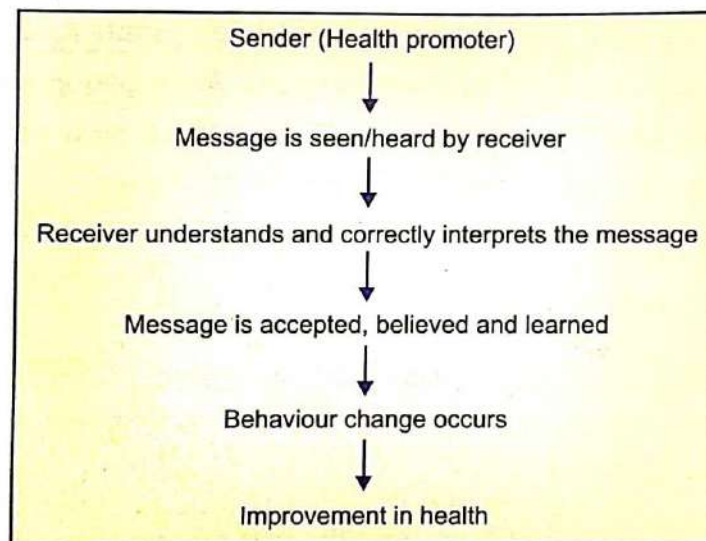 Sender (Health promoter)
Message is seen/heard by receiver
Receiver understands and correctly interprets the message
Message is accepted, believed and learned
Behaviour change occurs
Improvement in health